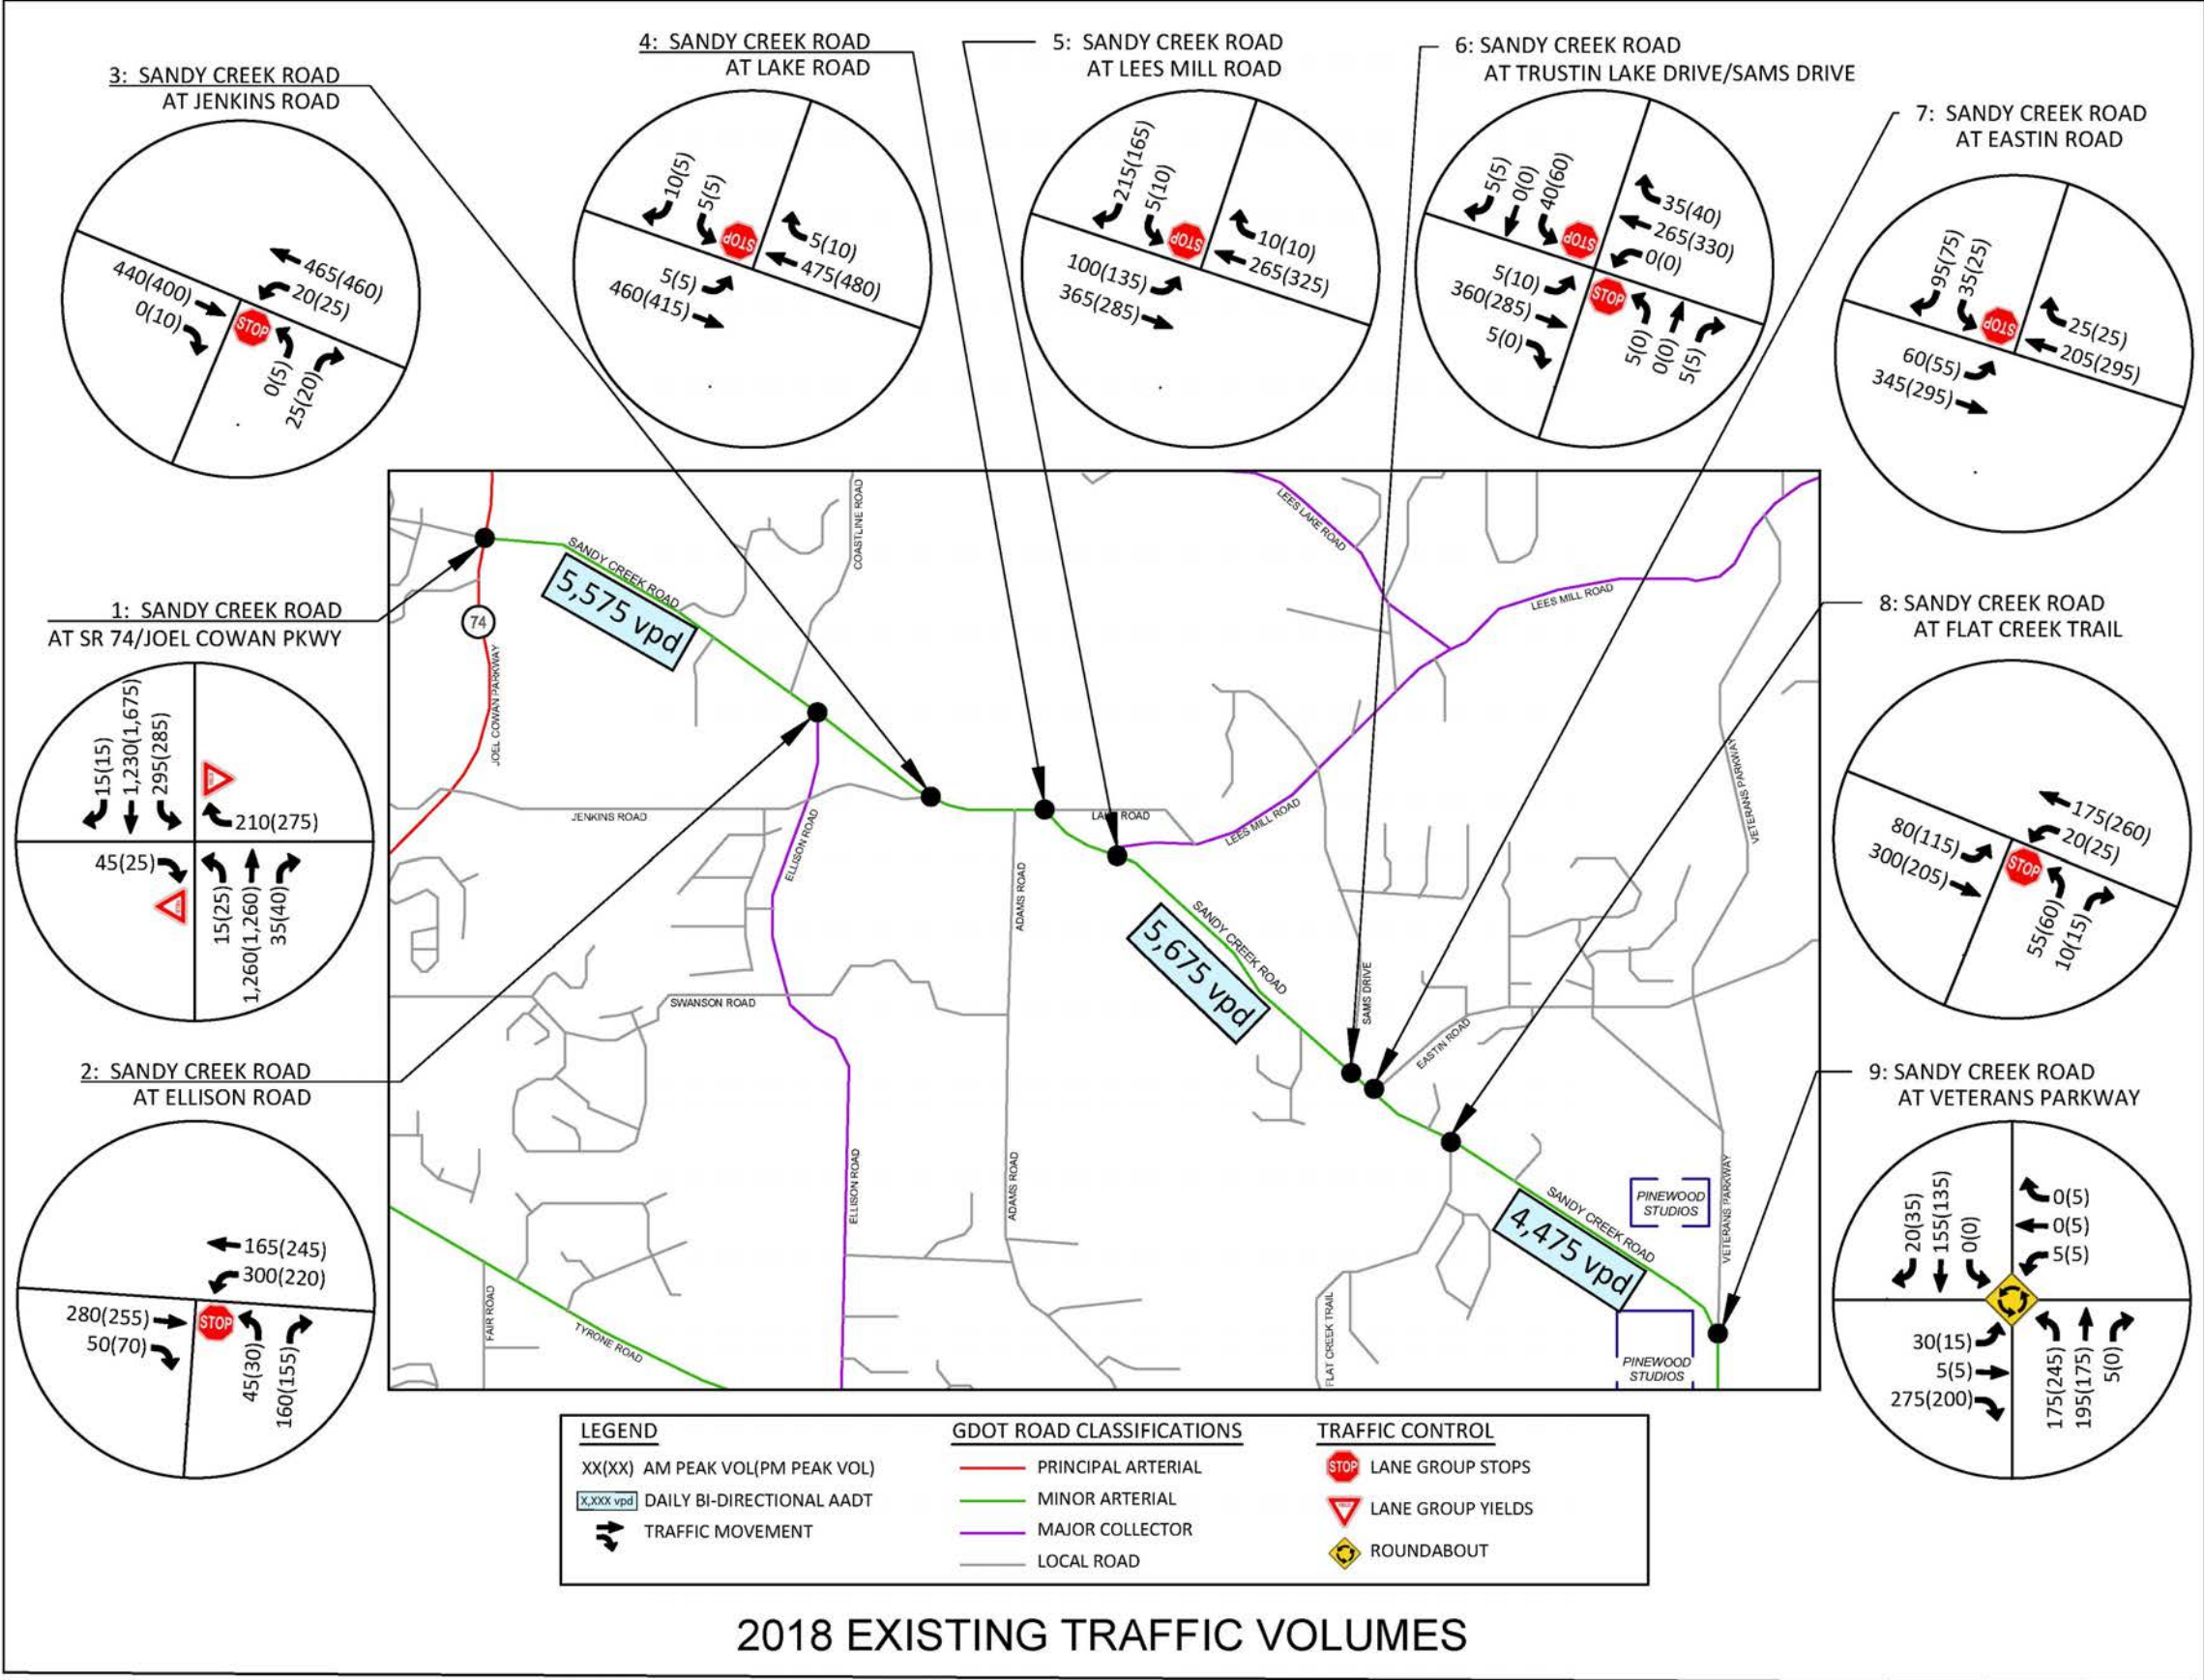 3: SANDY CREEK ROAD
AT JENKINS ROAD
465(460)
20(25)
440(400)
0(10)
STOP
0(5)
25(20)
4: SANDY CREEK ROAD
AT LAKE ROAD
10(5)
5(5)
STOP
5(10)
475(480)
5(5)
460(415)
5: SANDY CREEK ROAD
AT LEES MILL ROAD
215(165)
5(10)
STOP
10(10)
265(325)
100(135)
365(285)
6: SANDY CREEK ROAD
AT TRUSTIN LAKE DRIVE/SAMS DRIVE
5(5)
0(0)
40(60)
STOP
35(40)
265(330)
0(0)
5(10)
360(285)
5(0)
STOP
5(0)
0(0)
5(5)
7: SANDY CREEK ROAD
AT EASTIN ROAD
95(75)
35(25)
STOP
25(25)
205(295)
60(55)
345(295)
1: SANDY CREEK ROAD
AT SR 74/JOEL COWAN PKWY
15(15)
1,230(1,675)
295(285)
210(275)
45(25)
15(25)
1,260(1,260)
35(40)
2: SANDY CREEK ROAD
AT ELLISON ROAD
165(245)
300(220)
280(255)
50(70)
STOP
45(30)
160(155)
8: SANDY CREEK ROAD
AT FLAT CREEK TRAIL
175(260)
20(25)
80(115)
300(205)
STOP
55(60)
10(15)
9: SANDY CREEK ROAD
AT VETERANS PARKWAY
20(35)
155(135)
0(0)
0(5)
0(5)
5(5)
30(15)
5(5)
275(200)
175(245)
195(175)
5(0)
SANDY CREEK ROAD
5,575 vpd
74
JOEL COWAN PARKWAY
COASTLINE ROAD
LEES LAKE ROAD
LEES MILL ROAD
VETERANS PARKWAY
JENKINS ROAD
ELLISON ROAD
ROAD
LEES MILL ROAD
ADAMS ROAD
SANDY CREEK ROAD
5,675 vpd
SAMS DRIVE
EASTIN ROAD
SWANSON ROAD
ELLISON ROAD
ADAMS ROAD
SANDY CREEK ROAD
4,475 vpd
PINEWOOD
STUDIOS
VETERANS PARKWAY
FAIR ROAD
TYRONE ROAD
FLAT CREEK TRAIL
PINEWOOD
STUDIOS
LEGEND
XX(XX) AM PEAK VOL(PM PEAK VOL)
X,XXX vpd DAILY BI-DIRECTIONAL AADT
TRAFFIC MOVEMENT
GDOT ROAD CLASSIFICATIONS
PRINCIPAL ARTERIAL
MINOR ARTERIAL
MAJOR COLLECTOR
LOCAL ROAD
TRAFFIC CONTROL
STOP LANE GROUP STOPS
LANE GROUP YIELDS
ROUNDABOUT
2018 EXISTING TRAFFIC VOLUMES